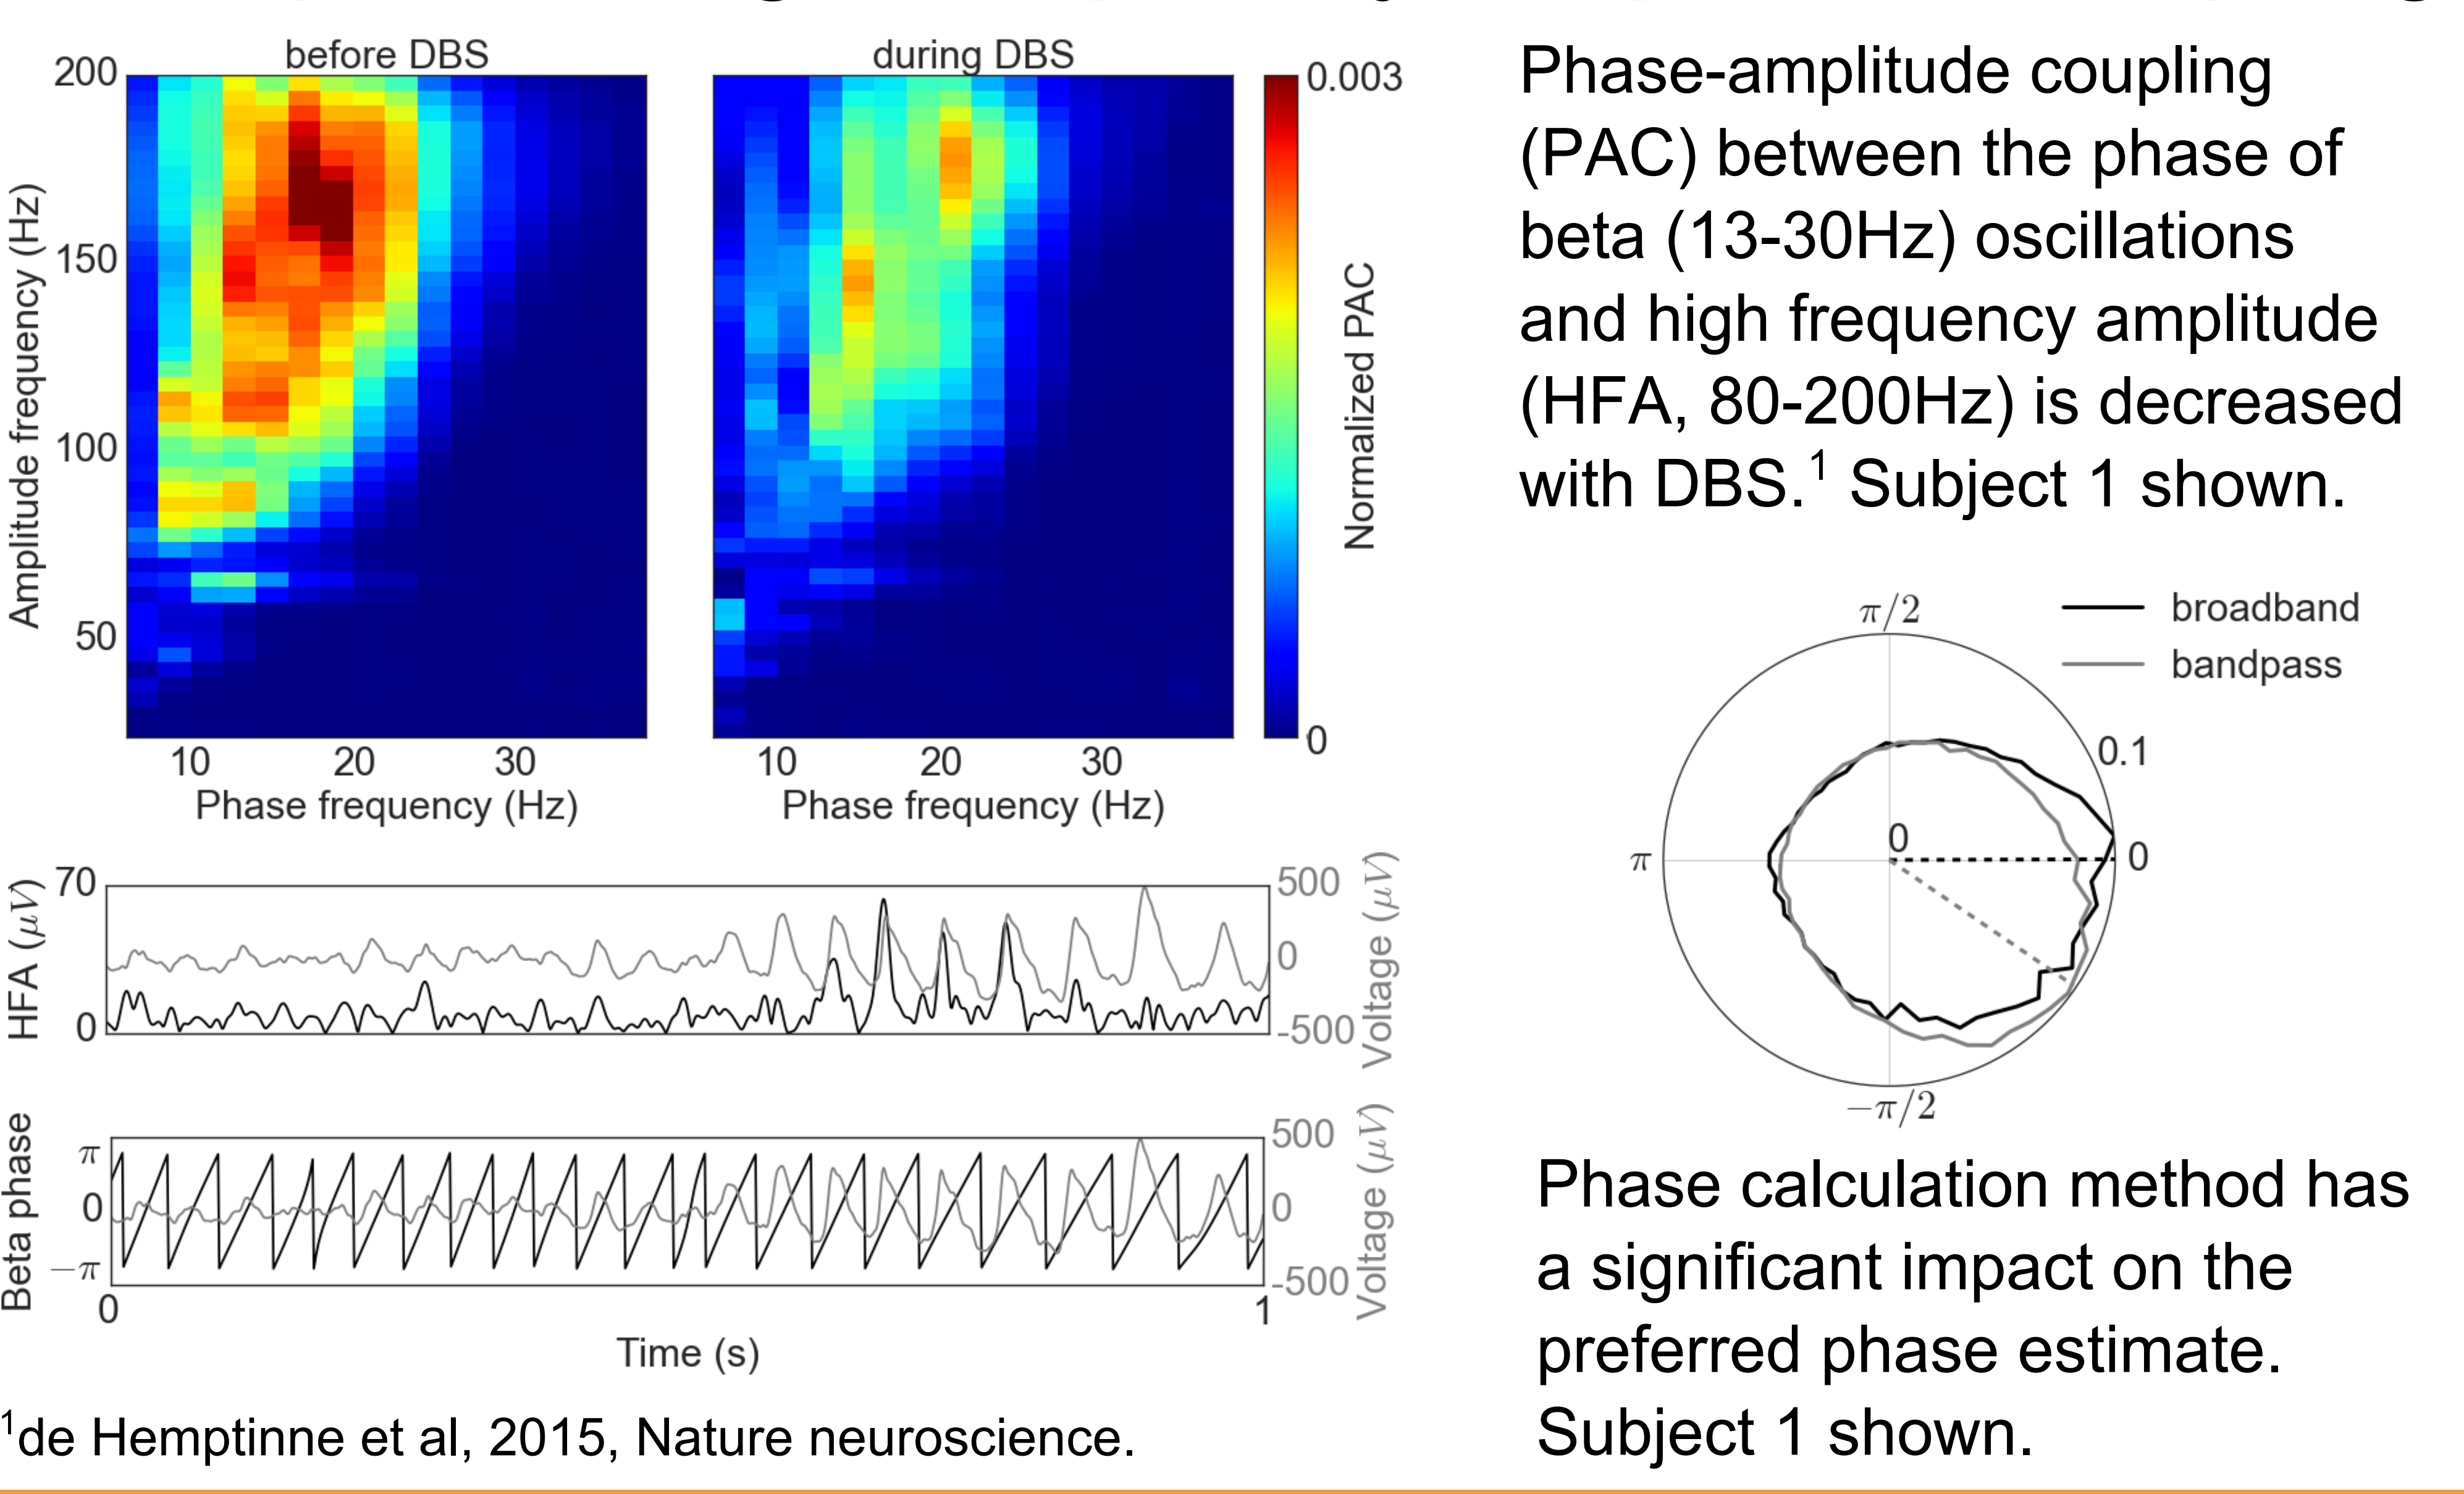 before DBS
during DBS
200
150
100
50
Amplitude frequency (Hz)
10 20 30
Phase frequency (Hz)
10 20 30
Phase frequency (Hz)
0.003
0
Normalized PAC
Phase-amplitude coupling
(PAC) between the phase of
beta (13-30Hz) oscillations
and high frequency amplitude
(HFA, 80-200Hz) is decreased
with DBS.¹ Subject 1 shown.
broadband
bandpass
π/2
0.1
0
0
π
−π/2
70
0
HFA (μV)
500
0
-500
Voltage (μV)
π
0
−π
Beta phase
500
0
-500
Voltage (μV)
0 1
Time (s)
Phase calculation method has
a significant impact on the
preferred phase estimate.
Subject 1 shown.
¹de Hemptinne et al, 2015, Nature neuroscience.